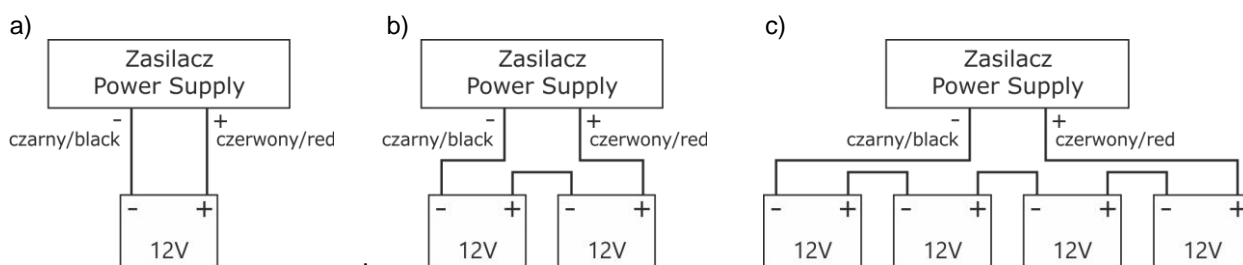 a)
Zasilacz
Power Supply
- +
czarny/black czerwony/red
- +
12V
b)
Zasilacz
Power Supply
- +
czarny/black czerwony/red
- + - +
12V 12V
.
c)
Zasilacz
Power Supply
- +
czarny/black czerwony/red
- + - + - + - +
12V 12V 12V 12V